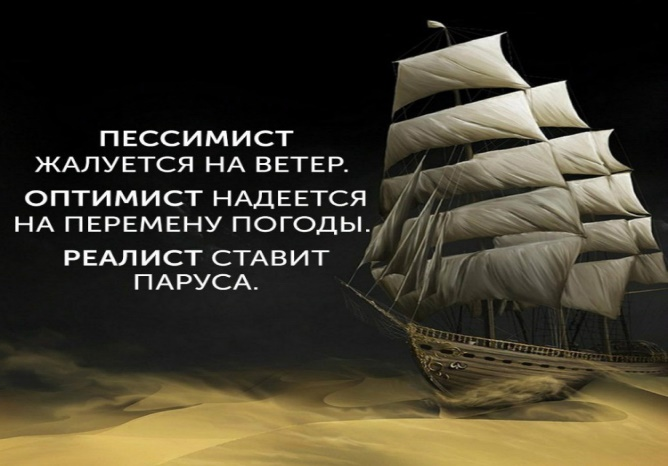 ПЕССИМИСТ
ЖАЛУЕТСЯ НА ВЕТЕР.
ОПТИМИСТ НАДЕЕТСЯ
НА ПЕРЕМЕНУ ПОГОДЫ.
РЕАЛИСТ СТАВИТ
ПАРУСА.